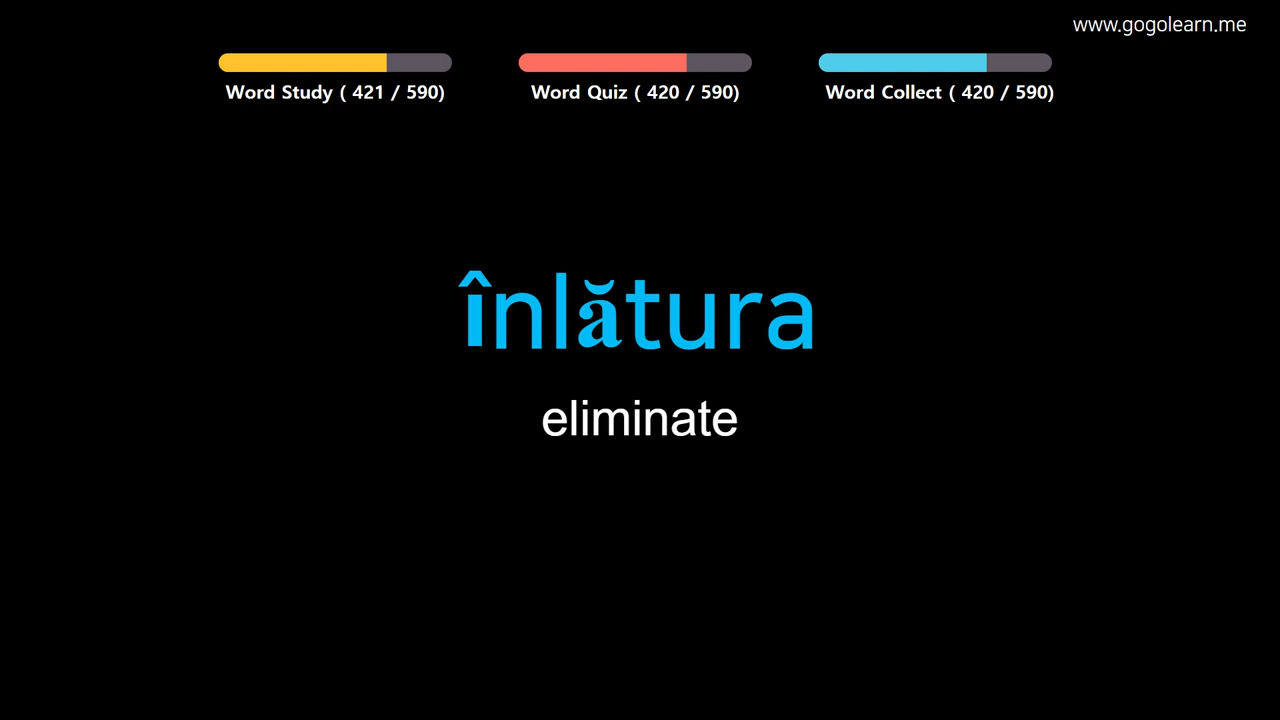 www.gogolearn.me
Word Study ( 421 / 590)
Word Quiz ( 420 / 590)
Word Collect ( 420 / 590)
înlătura
eliminate